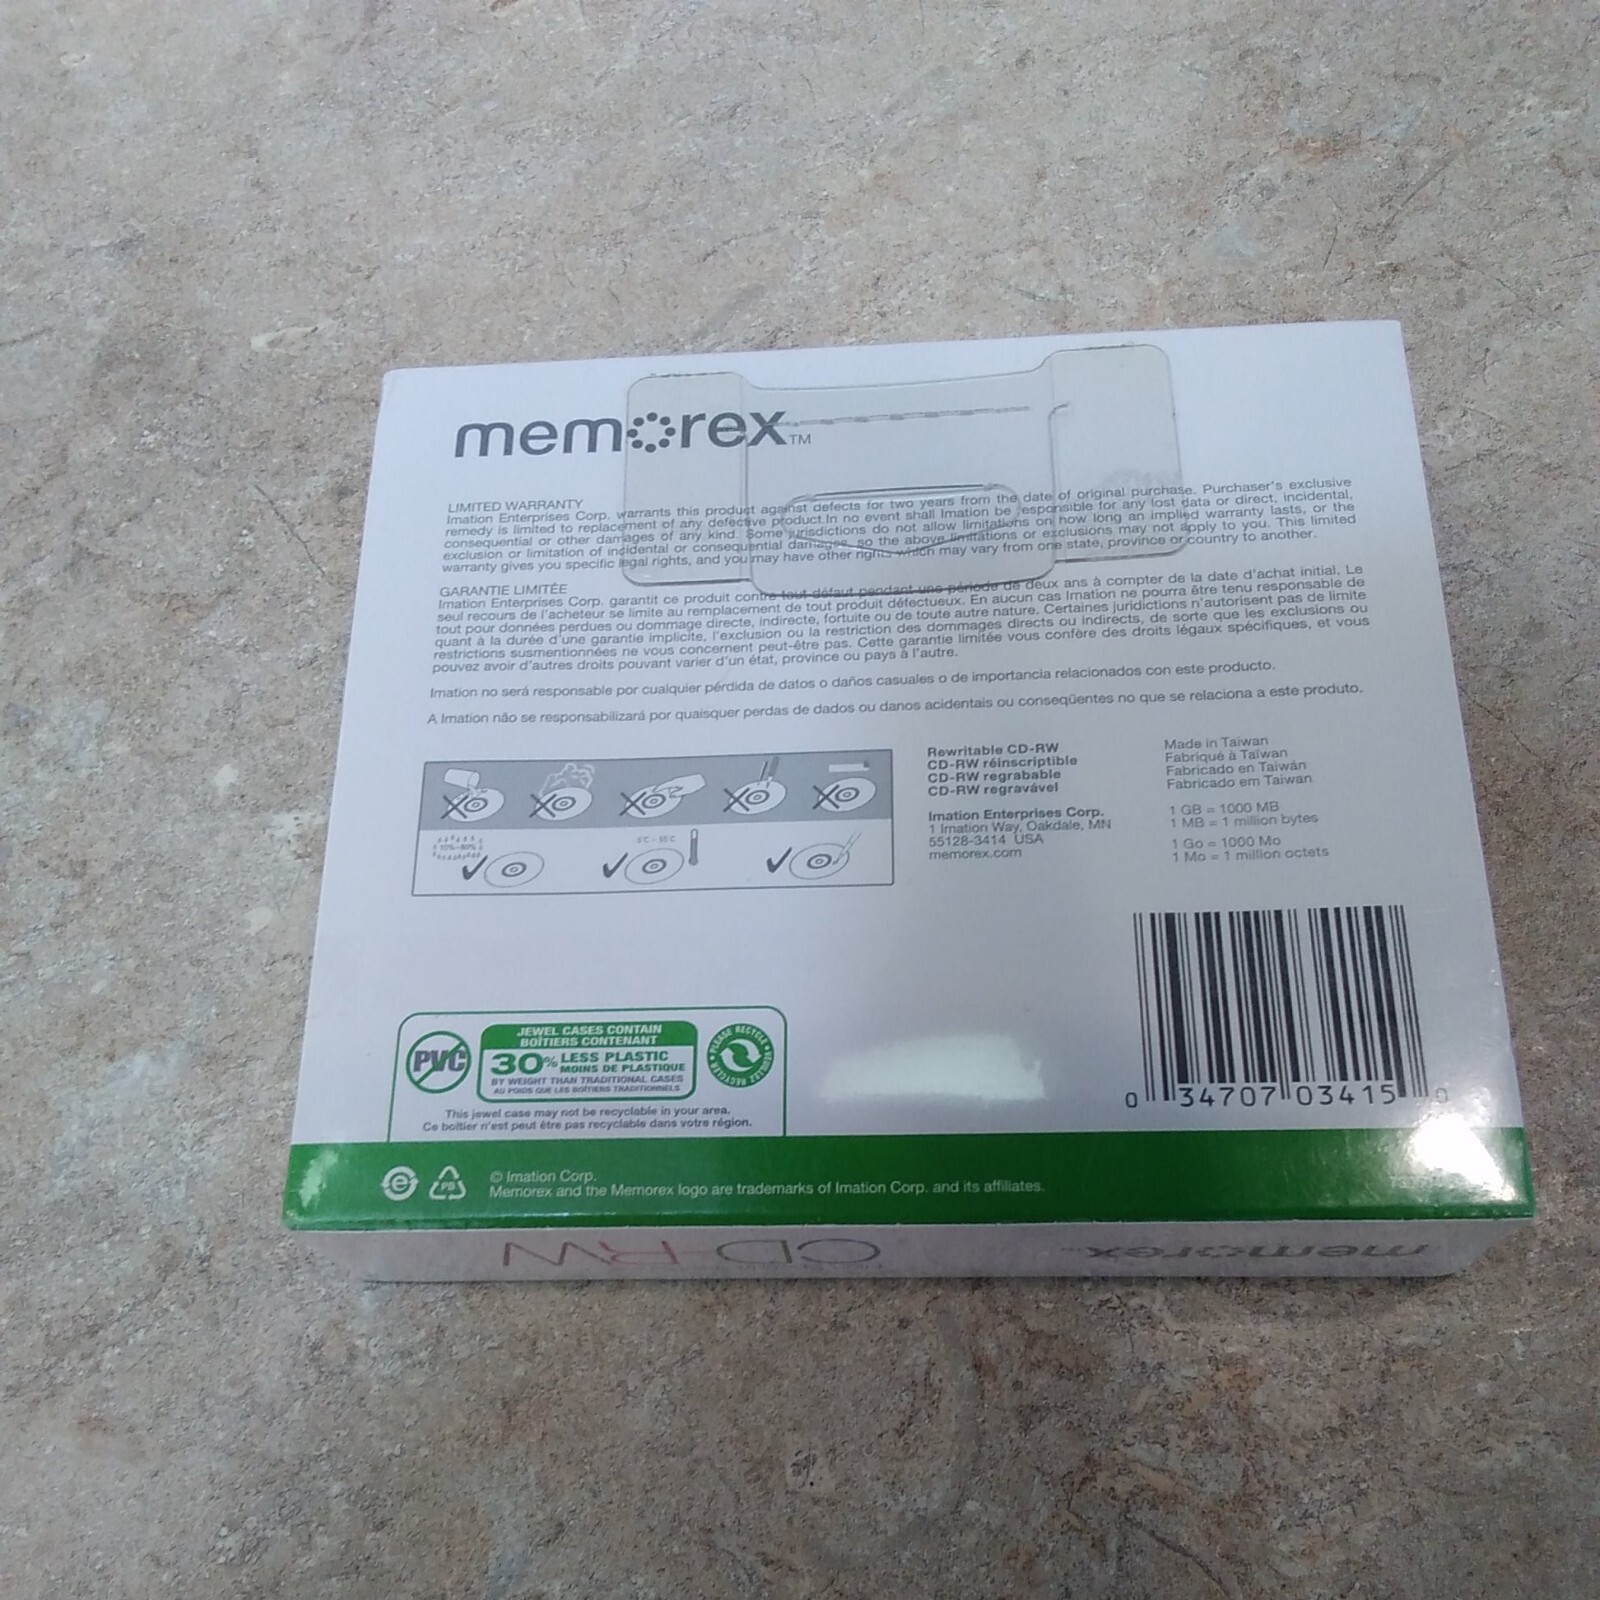 memorex™
LIMITED WARRANTY
Imation Enterprises Corp. warrants this product against defects for two years from the date of original purchase. Purchaser's exclusive
remedy is limited to replacement of any defective product.In no event shall Imation be responsible for any lost data or direct, incidental,
consequential or other damages of any kind. Some jurisdictions do not allow limitations on how long an implied warranty lasts, or the
exclusion or limitation of incidental or consequential damages, so the above limitations or exclusions may not apply to you. This limited
warranty gives you specific legal rights, and you may have other rights which may vary from one state, province or country to another.
GARANTIE LIMITÉE
Imation Enterprises Corp. garantit ce produit contre tout défaut pendant une période de deux ans à compter de la date d'achat initial. Le
seul recours de l'acheteur se limite au remplacement de tout produit défectueux. En aucun cas Imation ne pourra être tenu responsable de
tout pour données perdues ou dommage directe, indirecte, fortuite ou de toute autre nature. Certaines juridictions n'autorisent pas de limite
quant à la durée d'une garantie implicite, l'exclusion ou la restriction des dommages directs ou indirects, de sorte que les exclusions ou
restrictions susmentionnées ne vous concernent peut-être pas. Cette garantie limitée vous confère des droits légaux spécifiques, et vous
pouvez avoir d'autres droits pouvant varier d'un état, province ou pays à l'autre.
Imation no será responsable por cualquier pérdida de datos o daños casuales o de importancia relacionados con este producto.
A Imation não se responsabilizará por quaisquer perdas de dados ou danos acidentais ou conseqüentes no que se relaciona a este produto.
10%-80%
5°C - 55°C
Rewritable CD-RW
CD-RW réinscriptible
CD-RW regrabable
CD-RW regravável
Imation Enterprises Corp.
1 Imation Way, Oakdale, MN
55128-3414 USA
memorex.com
Made in Taiwan
Fabriqué à Taïwan
Fabricado en Taiwán
Fabricado em Taiwan
1 GB = 1000 MB
1 MB = 1 million bytes
1 Go = 1000 Mo
1 Mo = 1 million octets
PVC
JEWEL CASES CONTAIN
BOÎTIERS CONTENANT
30% LESS PLASTIC
MOINS DE PLASTIQUE
BY WEIGHT THAN TRADITIONAL CASES
AU POIDS QUE LES BOÎTIERS TRADITIONNELS
PLEASE RECYCLE
VEUILLEZ RECYCLER
This jewel case may not be recyclable in your area.
Ce boîtier n'est peut être pas recyclable dans votre région.
0 34707 03415 0
e
PB
© Imation Corp.
Memorex and the Memorex logo are trademarks of Imation Corp. and its affiliates.
memorex™
CD-RW